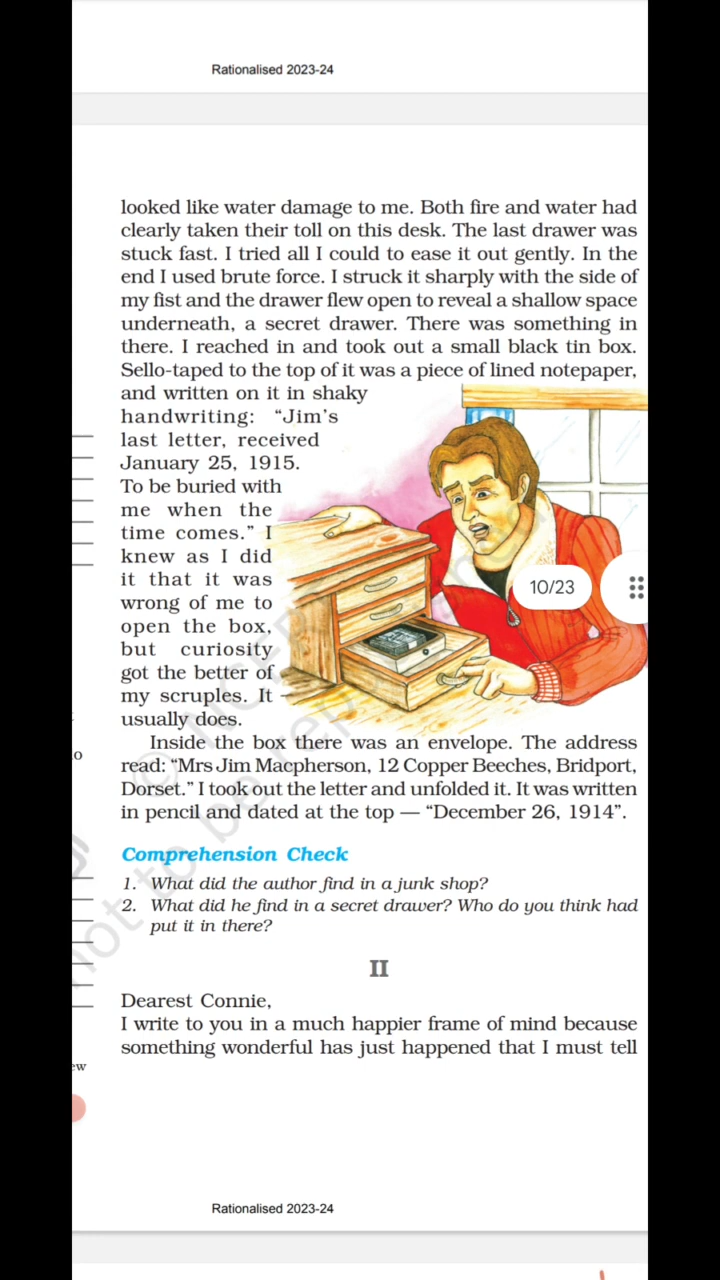 Rationalised 2023-24
looked like water damage to me. Both fire and water had
clearly taken their toll on this desk. The last drawer was
stuck fast. I tried all I could to ease it out gently. In the
end I used brute force. I struck it sharply with the side of
my fist and the drawer flew open to reveal a shallow space
underneath, a secret drawer. There was something in
there. I reached in and took out a small black tin box.
Sello-taped to the top of it was a piece of lined notepaper,
and written on it in shaky
handwriting: “Jim’s
last letter, received
January 25, 1915.
To be buried with
me when the
time comes.” I
knew as I did
it that it was
wrong of me to
open the box,
but curiosity
got the better of
my scruples. It
usually does.
10/23
Inside the box there was an envelope. The address
read: “Mrs Jim Macpherson, 12 Copper Beeches, Bridport,
Dorset.” I took out the letter and unfolded it. It was written
in pencil and dated at the top — “December 26, 1914”.
Comprehension Check
1. What did the author find in a junk shop?
2. What did he find in a secret drawer? Who do you think had
put it in there?
II
Dearest Connie,
I write to you in a much happier frame of mind because
something wonderful has just happened that I must tell
Rationalised 2023-24